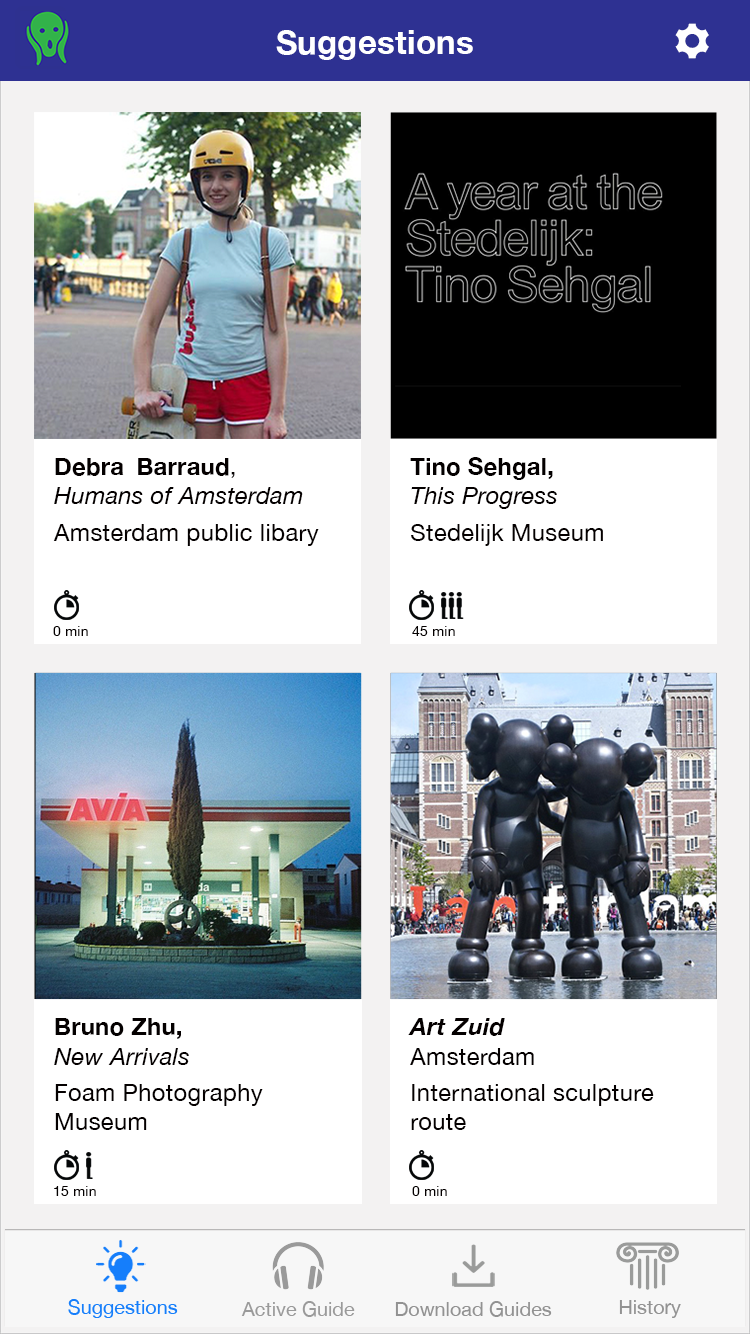 Suggestions
A year at the
Stedelijk:
Tino Sehgal
Debra Barraud,
Humans of Amsterdam
Amsterdam public libary
0 min
Tino Sehgal,
This Progress
Stedelijk Museum
45 min
AVIA
Bruno Zhu,
New Arrivals
Foam Photography
Museum
15 min
Art Zuid
Amsterdam
International sculpture
route
0 min
Suggestions
Active Guide
Download Guides
History